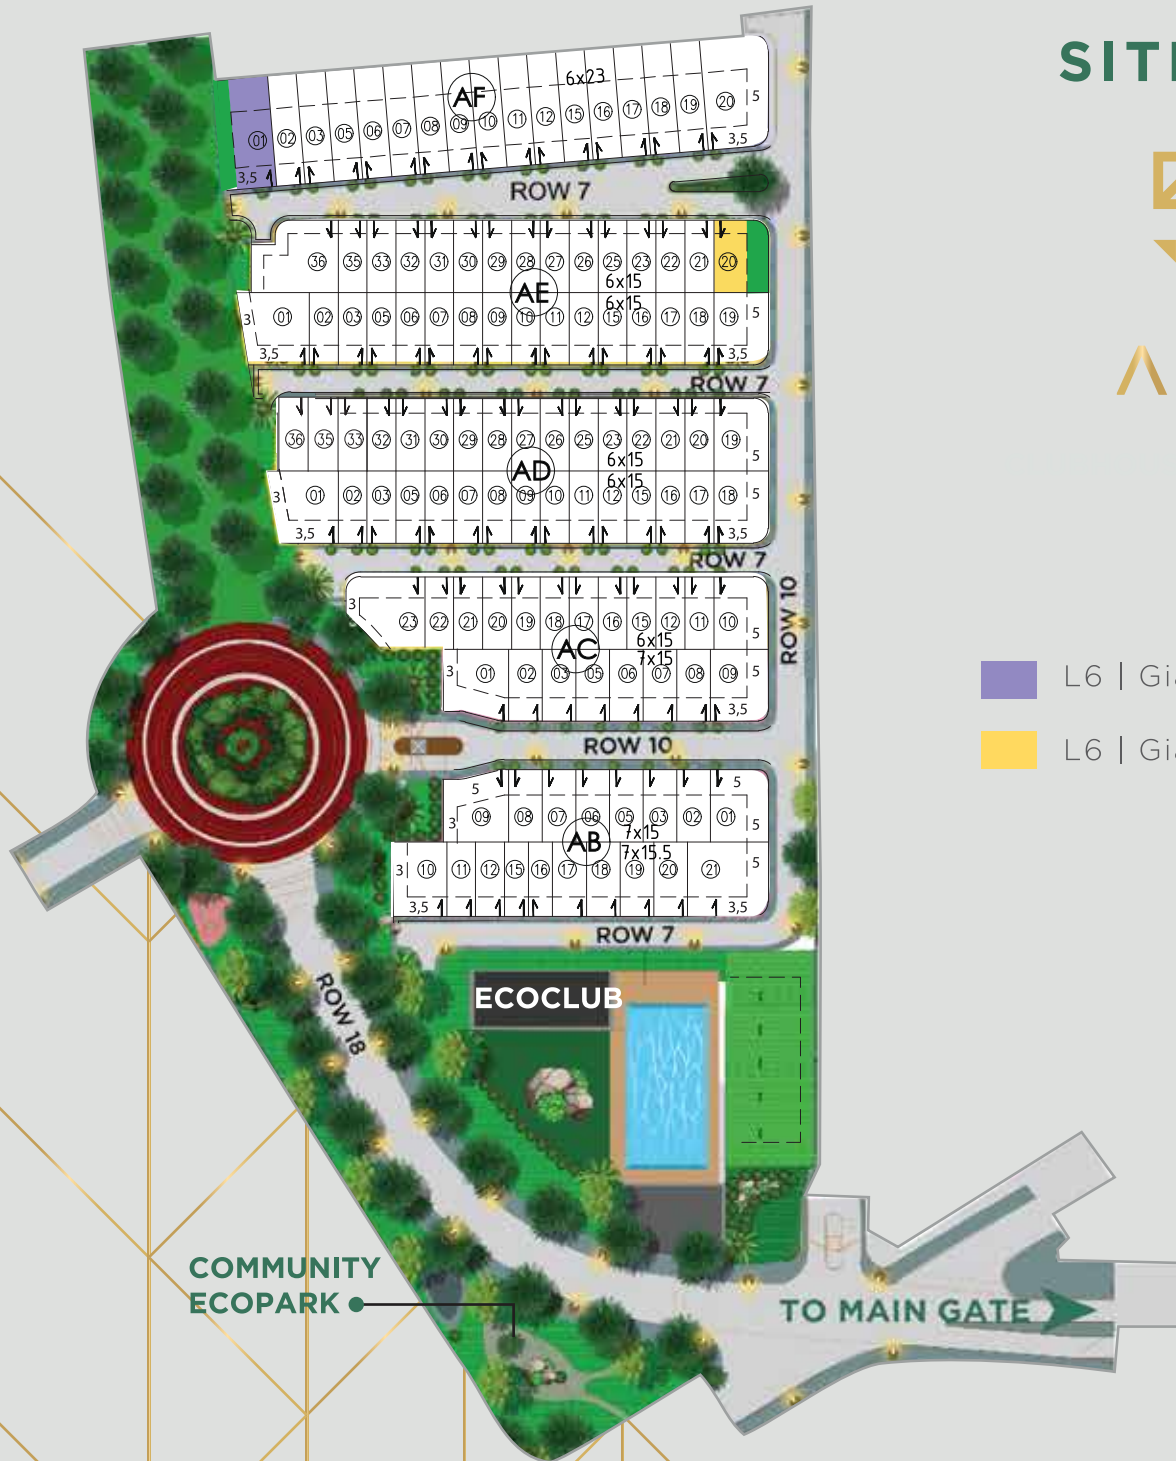 SITE
AF
6x23
01 02 03 05 06 07 08 09 10 11 12 15 16 17 18 19 20
5
3,5
3,5
ROW 7
36 35 33 32 31 30 29 28 27 26 25 23 22 21 20
6x15
AE
6x15
3
01 02 03 05 06 07 08 09 10 11 12 15 16 17 18 19
5
3,5
3,5
ROW 7
36 35 33 32 31 30 29 28 27 26 25 23 22 21 20 19
5
6x15
AD
6x15
3
01 02 03 05 06 07 08 09 10 11 12 15 16 17 18
5
3,5
3,5
ROW 7
ROW 10
3
23 22 21 20 19 18 17 16 15 12 11 10
5
6x15
AC
7x15
3
01 02 03 05 06 07 08 09
5
3,5
L6 | Gia
ROW 10
L6 | Gia
5
5
3
09 08 07 06 05 03 02 01
5
7x15
AB
7x15.5
3
10 11 12 15 16 17 18 19 20 21
5
3,5
3,5
ROW 7
ECOCLUB
ROW 18
COMMUNITY
ECOPARK
TO MAIN GATE